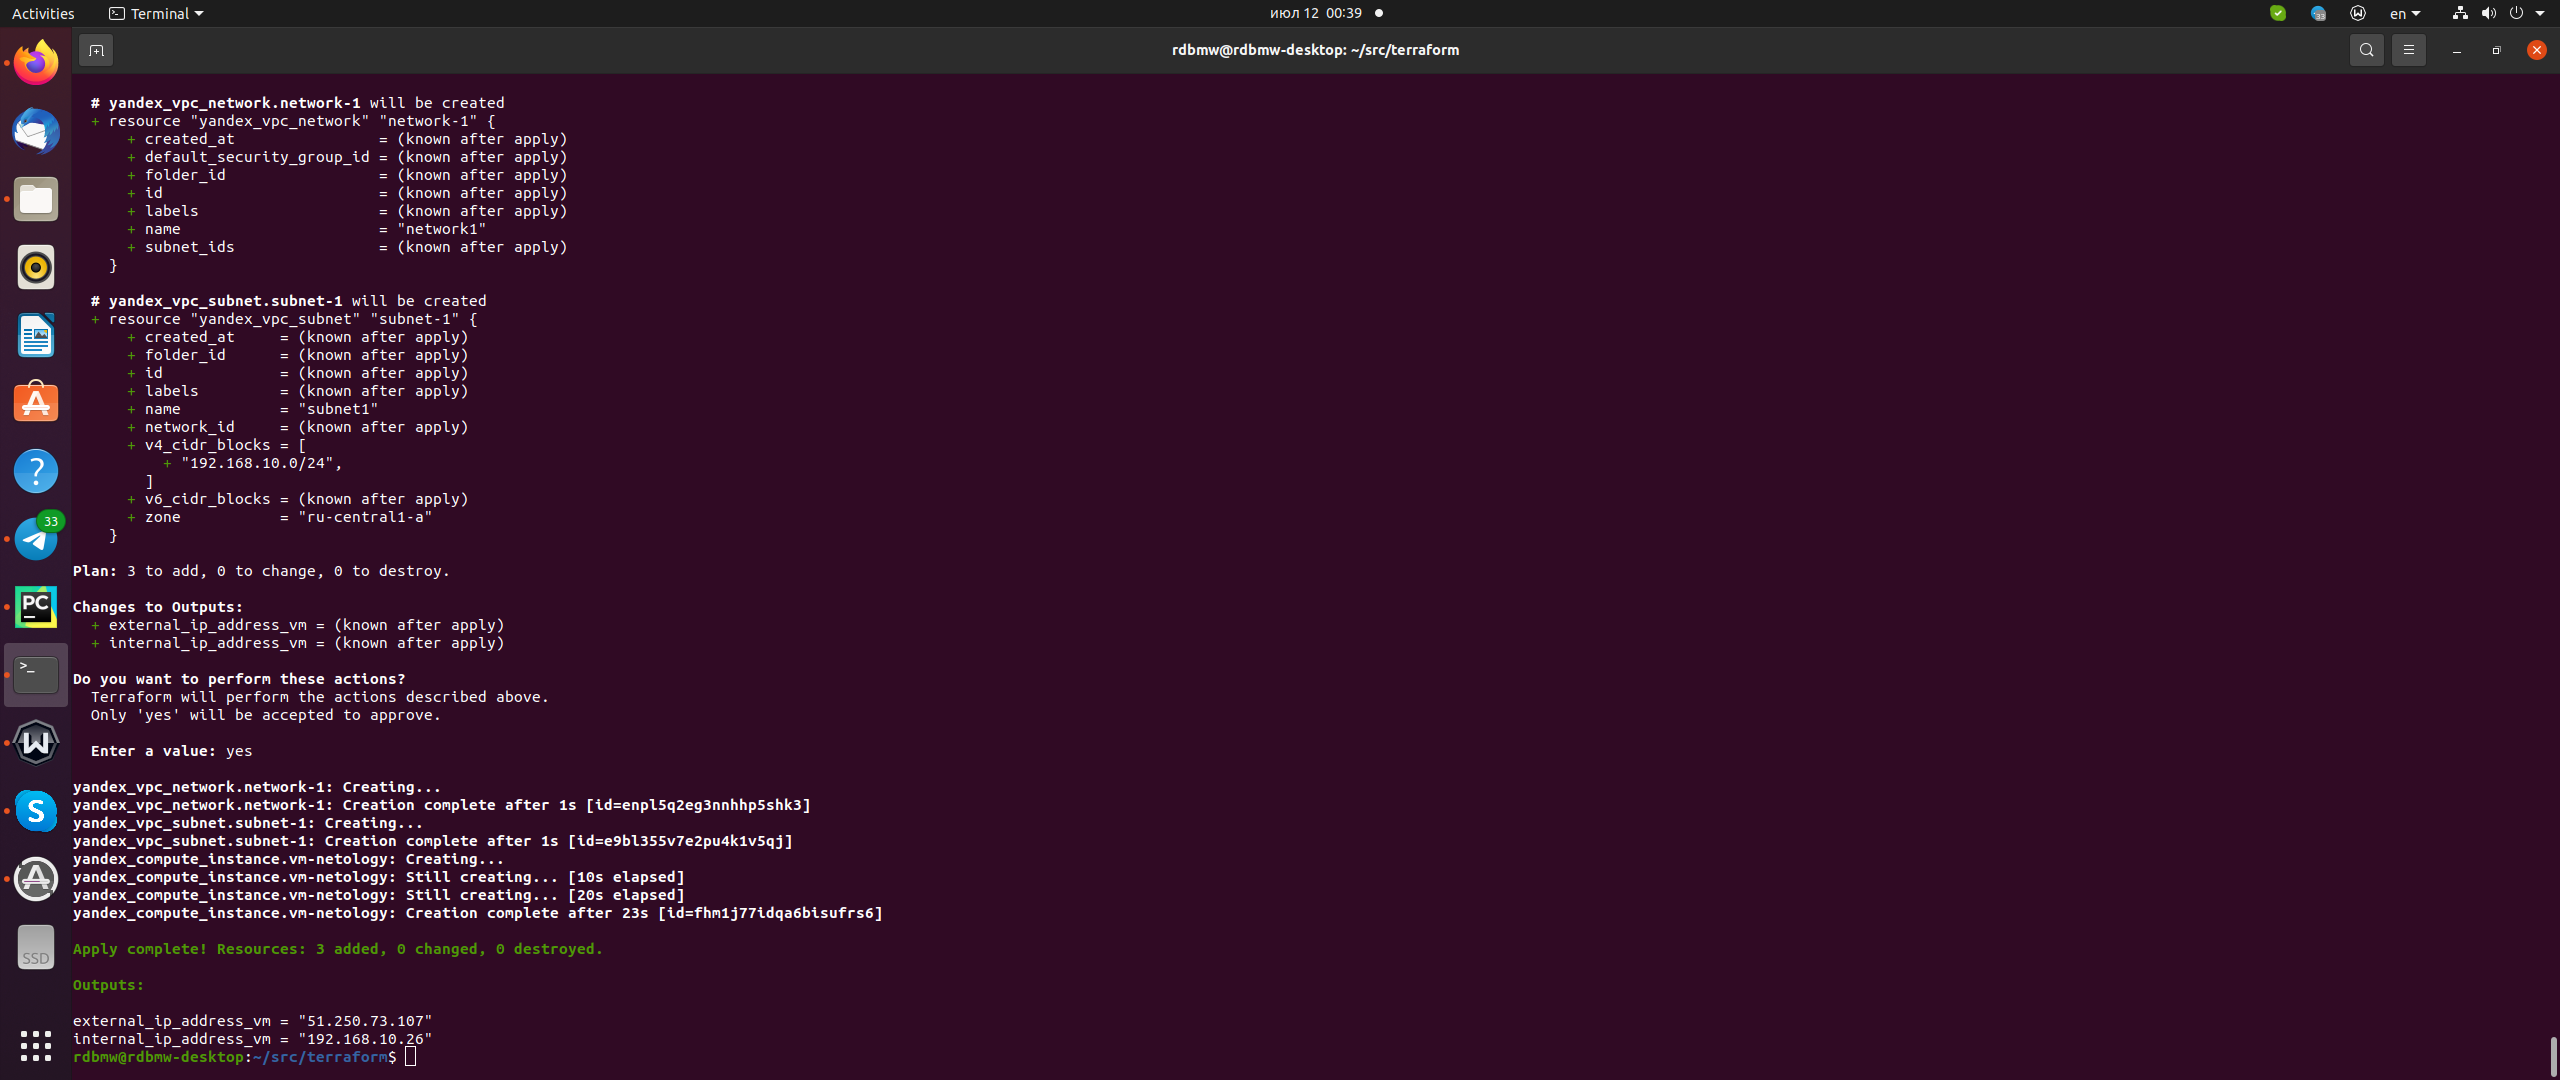 Activities
Terminal
июл 12 00:39
en
rdbmw@rdbmw-desktop: ~/src/terraform
# yandex_vpc_network.network-1 will be created
+ resource "yandex_vpc_network" "network-1" {
+ created_at = (known after apply)
+ default_security_group_id = (known after apply)
+ folder_id = (known after apply)
+ id = (known after apply)
+ labels = (known after apply)
+ name = "network1"
+ subnet_ids = (known after apply)
}
# yandex_vpc_subnet.subnet-1 will be created
+ resource "yandex_vpc_subnet" "subnet-1" {
+ created_at = (known after apply)
+ folder_id = (known after apply)
+ id = (known after apply)
+ labels = (known after apply)
+ name = "subnet1"
+ network_id = (known after apply)
+ v4_cidr_blocks = [
+ "192.168.10.0/24",
]
+ v6_cidr_blocks = (known after apply)
+ zone = "ru-central1-a"
}
Plan: 3 to add, 0 to change, 0 to destroy.
Changes to Outputs:
+ external_ip_address_vm = (known after apply)
+ internal_ip_address_vm = (known after apply)
Do you want to perform these actions?
Terraform will perform the actions described above.
Only 'yes' will be accepted to approve.
Enter a value: yes
yandex_vpc_network.network-1: Creating...
yandex_vpc_network.network-1: Creation complete after 1s [id=enpl5q2eg3nnhhp5shk3]
yandex_vpc_subnet.subnet-1: Creating...
yandex_vpc_subnet.subnet-1: Creation complete after 1s [id=e9bl355v7e2pu4k1v5qj]
yandex_compute_instance.vm-netology: Creating...
yandex_compute_instance.vm-netology: Still creating... [10s elapsed]
yandex_compute_instance.vm-netology: Still creating... [20s elapsed]
yandex_compute_instance.vm-netology: Creation complete after 23s [id=fhm1j77idqa6bisufrs6]
Apply complete! Resources: 3 added, 0 changed, 0 destroyed.
Outputs:
external_ip_address_vm = "51.250.73.107"
internal_ip_address_vm = "192.168.10.26"
rdbmw@rdbmw-desktop:~/src/terraform$
33
PC
>_
SSD